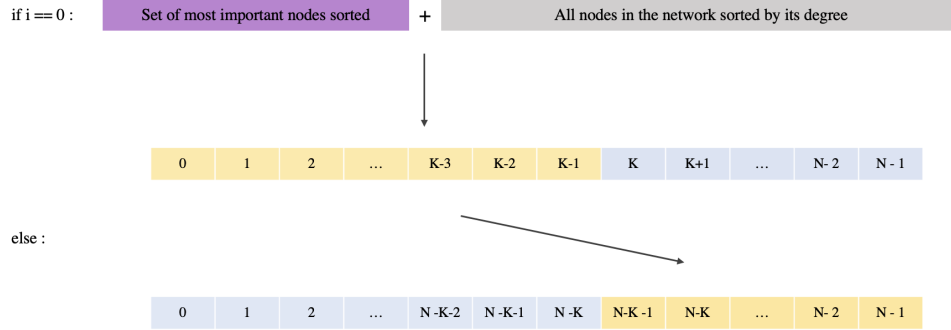 if i == 0 : Set of most important nodes sorted + All nodes in the network sorted by its degree
0 1 2 … K-3 K-2 K-1 K K+1 … N- 2 N - 1
else :
0 1 2 … N -K-2 N -K-1 N -K N-K -1 N-K … N- 2 N - 1